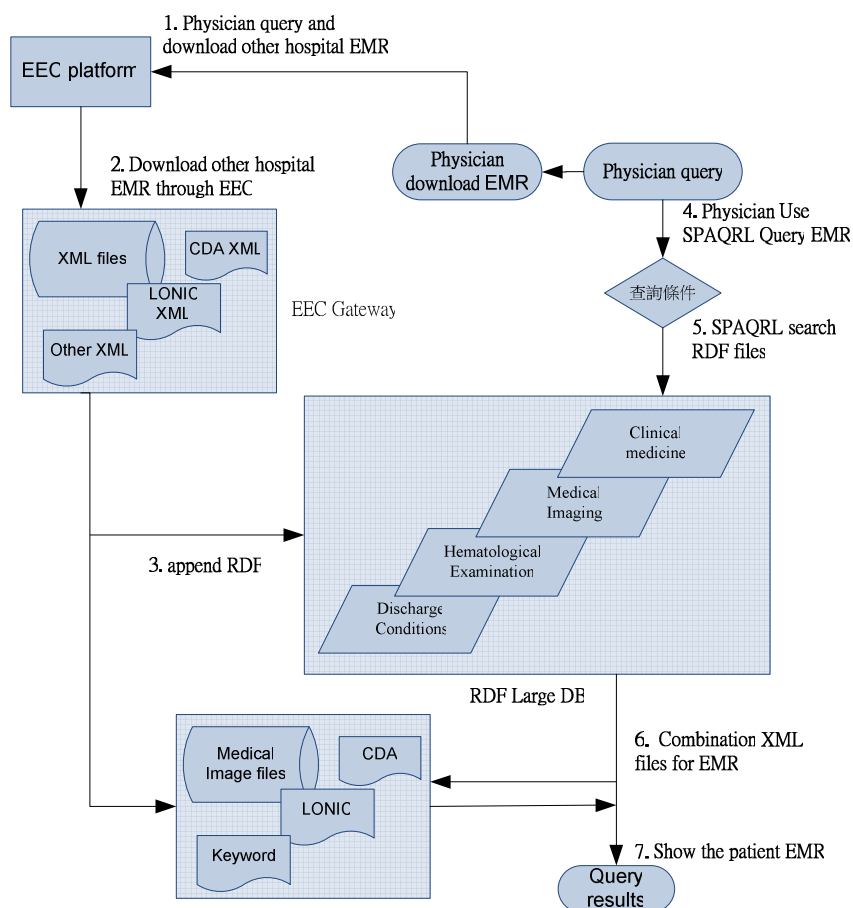 1. Physician query and
download other hospital EMR
EEC platform
2. Download other hospital
EMR through EEC
Physician
download EMR
Physician query
4. Physician Use
SPAQRL Query EMR
XML files
CDA XML
LONIC
XML
Other XML
EEC Gateway
查詢條件
5. SPAQRL search
RDF files
Clinical
medicine
Medical
Imaging
Hematological
Examination
Discharge
Conditions
3. append RDF
RDF Large DB
Medical
Image files
CDA
LONIC
Keyword
6. Combination XML
files for EMR
7. Show the patient EMR
Query
results